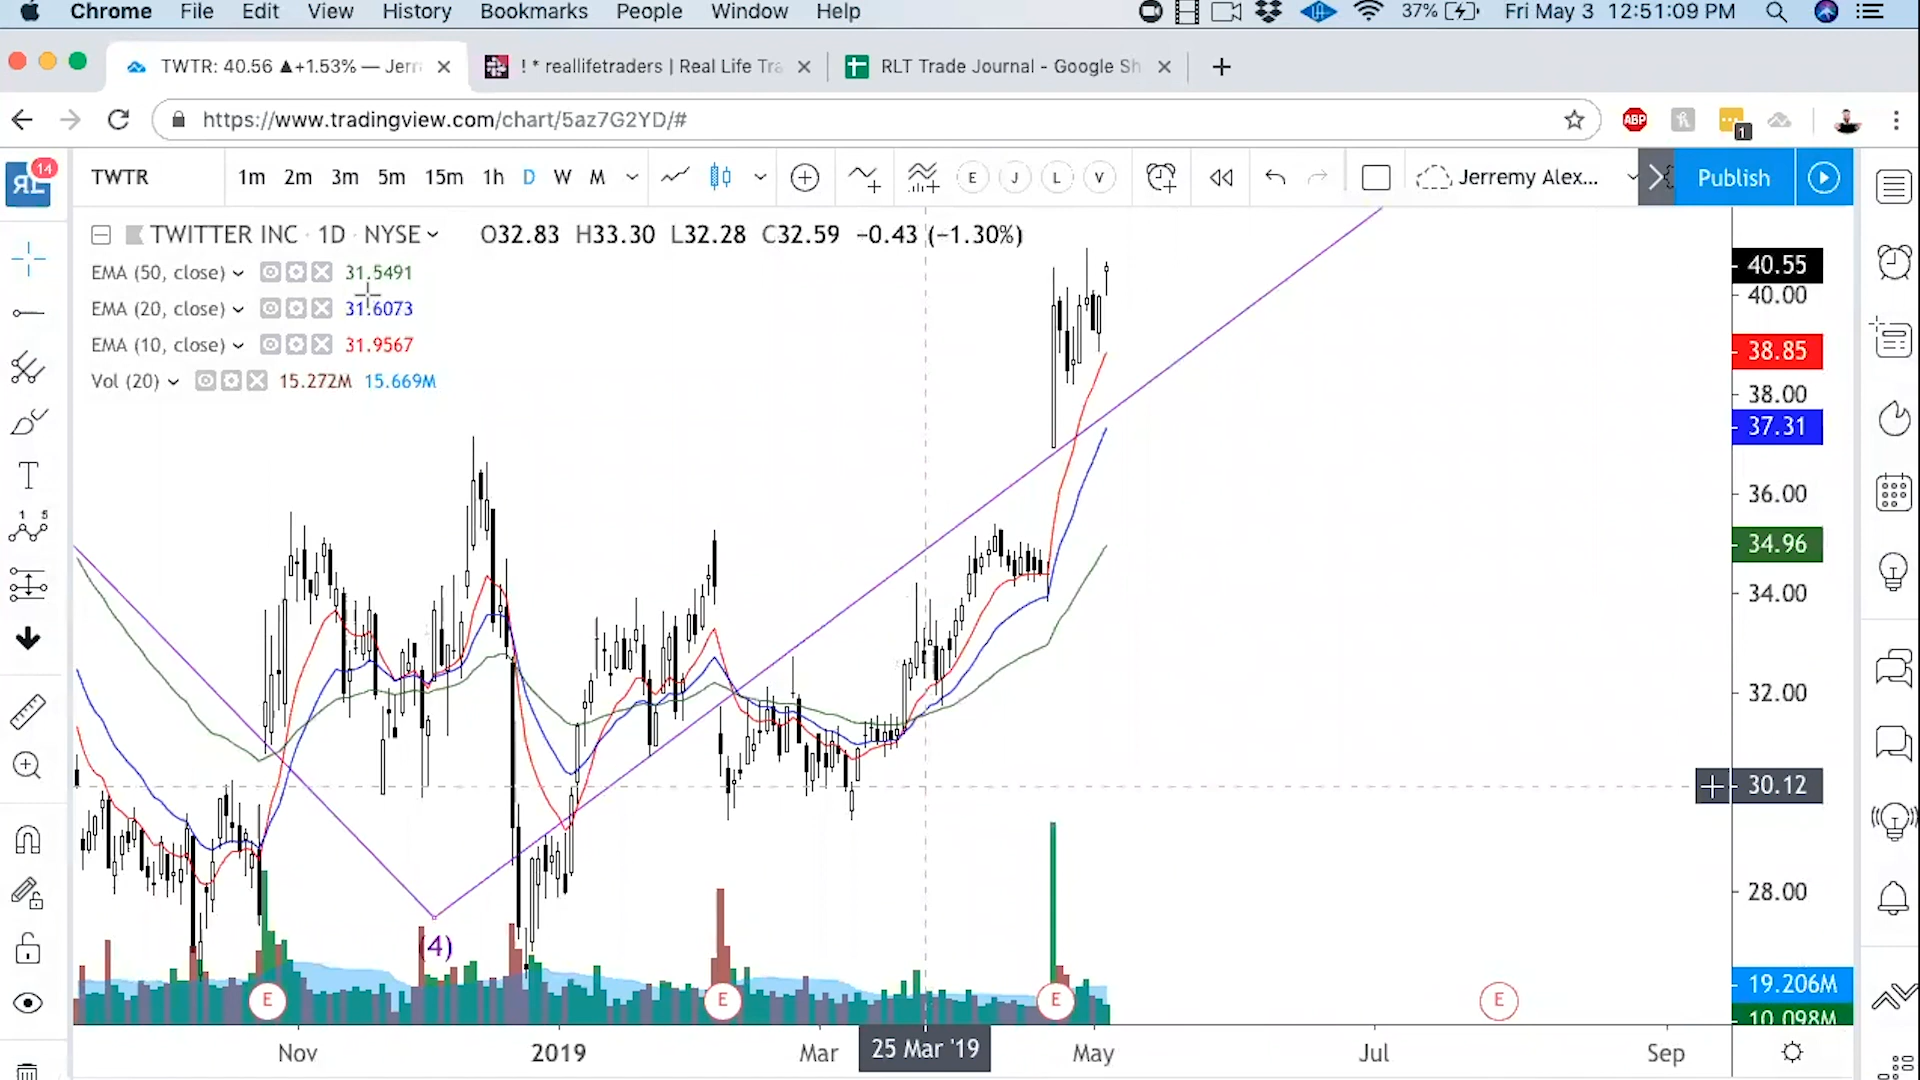 Chrome File Edit View History Bookmarks People Window Help 37% Fri May 3 12:51:09 PM
TWTR: 40.56 ▲+1.53% — Jerr ! * reallifetraders | Real Life Tra RLT Trade Journal - Google Sh
https://www.tradingview.com/chart/5az7G2YD/# ABP 1
14
RL TWTR 1m 2m 3m 5m 15m 1h D W M E J L V Jerremy Alex... Publish
TWITTER INC · 1D · NYSE O32.83 H33.30 L32.28 C32.59 −0.43 (−1.30%)
EMA (50, close) 31.5491
EMA (20, close) 31.6073
EMA (10, close) 31.9567
Vol (20) 15.272M 15.669M
40.55
40.00
38.85
38.00
37.31
36.00
34.96
34.00
32.00
30.12
28.00
(4)
19.206M
10.098M
E E E E
Nov 2019 Mar 25 Mar '19 May Jul Sep
T
1 5